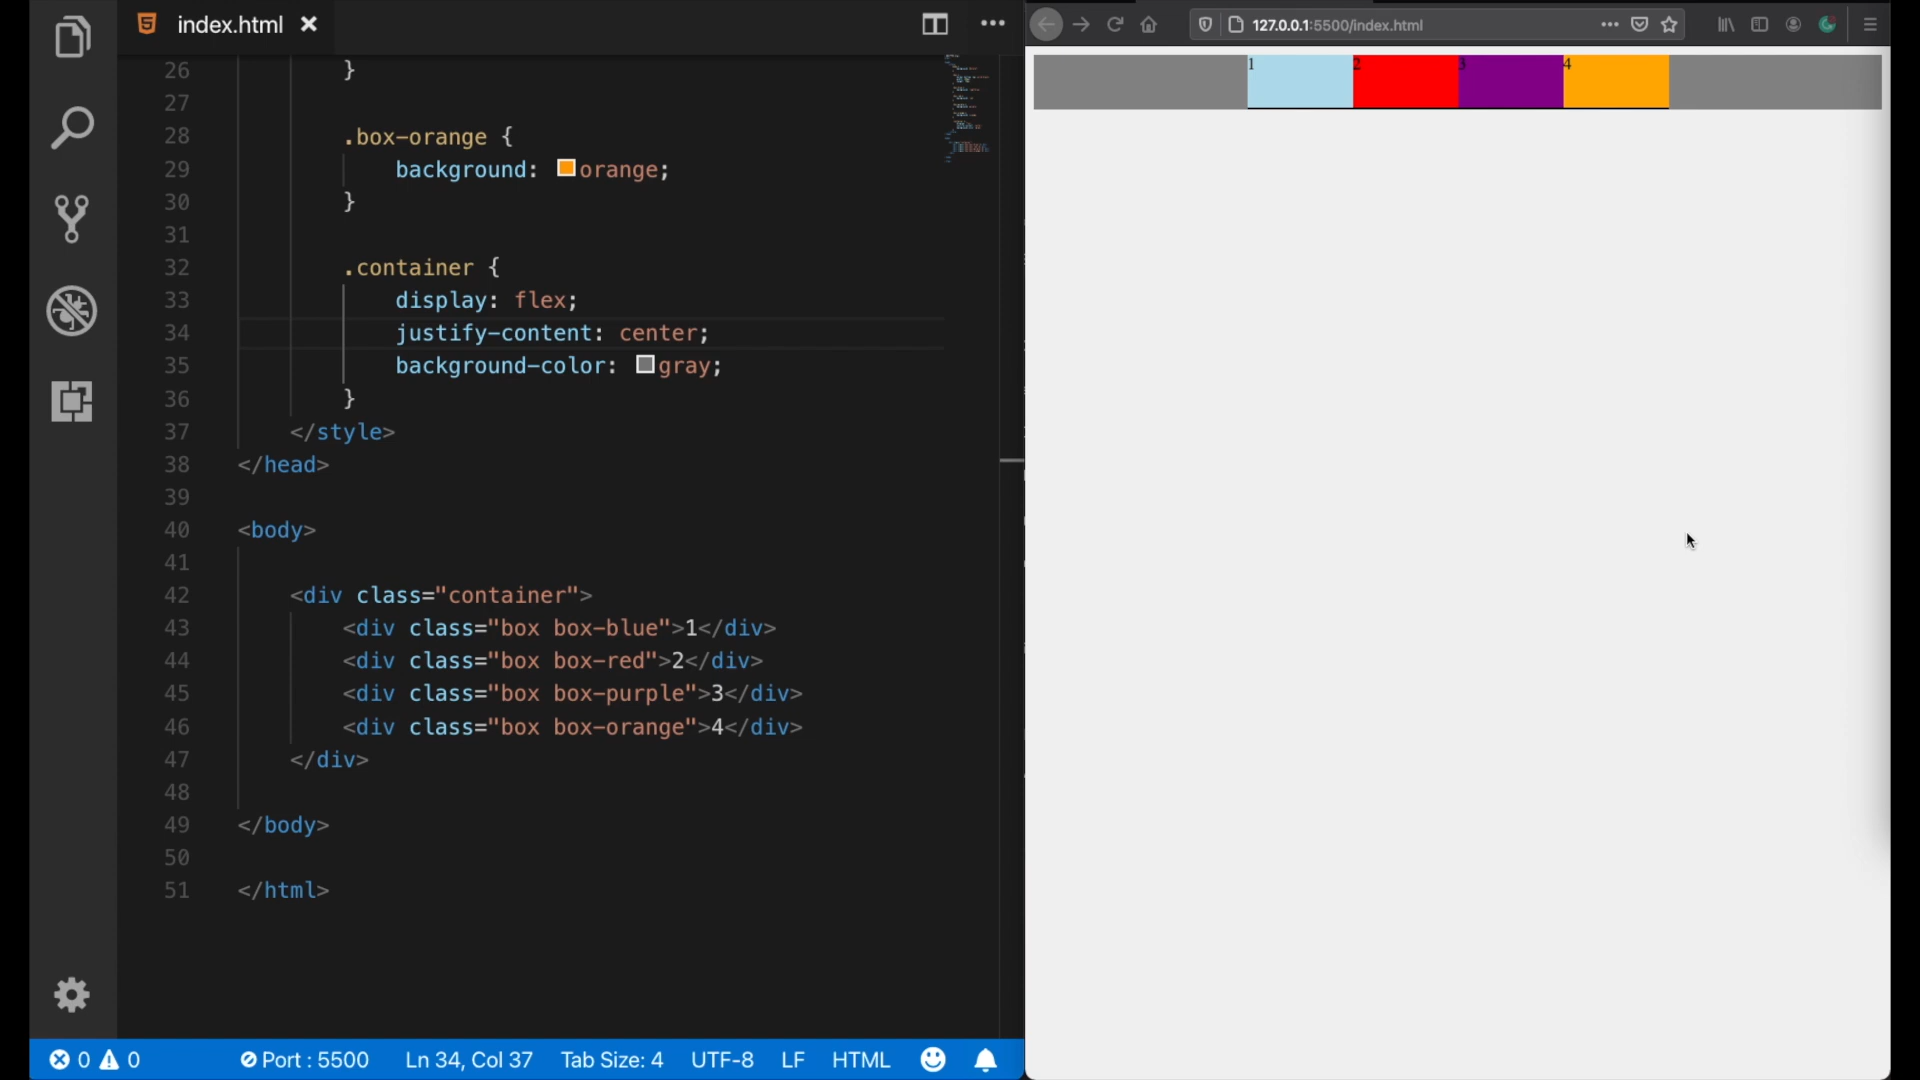 index.html
127.0.0.1:5500/index.html
26 }
27
28 .box-orange {
29 background: orange;
30 }
31
32 .container {
33 display: flex;
34 justify-content: center;
35 background-color: gray;
36 }
37 </style>
38 </head>
39
40 <body>
41
42 <div class="container">
43 <div class="box box-blue">1</div>
44 <div class="box box-red">2</div>
45 <div class="box box-purple">3</div>
46 <div class="box box-orange">4</div>
47 </div>
48
49 </body>
50
51 </html>
1 2 3 4
0 0 Port : 5500 Ln 34, Col 37 Tab Size: 4 UTF-8 LF HTML